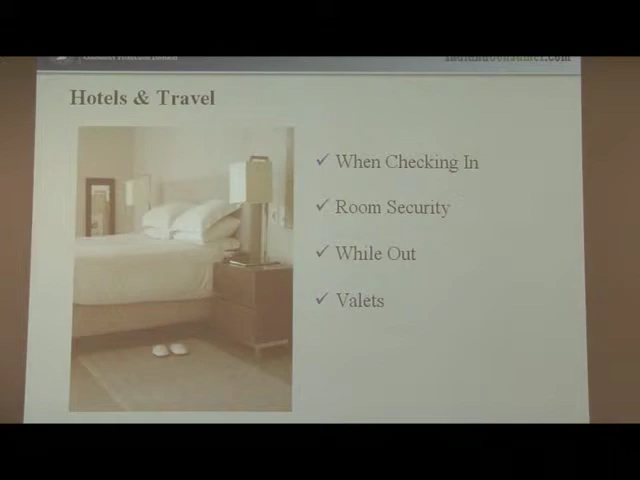 Hotels & Travel
When Checking In
Room Security
While Out
Valets